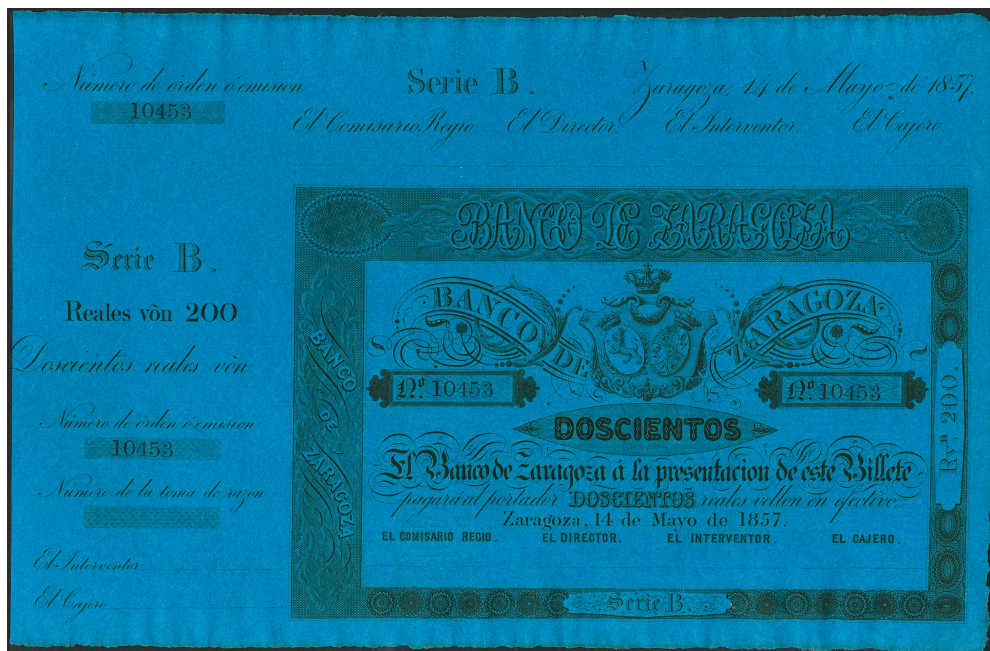 Número de órden ó emision
10453
Serie B.
Zaragoza, 14 de Mayo de 1857.
El Comisario Regio. El Director. El Interventor El Cajero.
Serie B.
Reales vòn 200
Doscientos reales vòn
Número de órden ó emision
10453
Numero de la toma de razon
El Interventor
El Cajero
BANCO DE ZARAGOZA
BANCO DE ZARAGOZA
BANCO DE ZARAGOZA
Nº 10453
Nº 10453
DOSCIENTOS
El Banco de Zaragoza á la presentacion de este Billete
pagará al portador DOSCIENTOS reales vellon en efectivo
Zaragoza, 14 de Mayo de 1857.
EL COMISARIO REGIO. EL DIRECTOR. EL INTERVENTOR. EL CAJERO.
Rvn. 200.
Serie B.